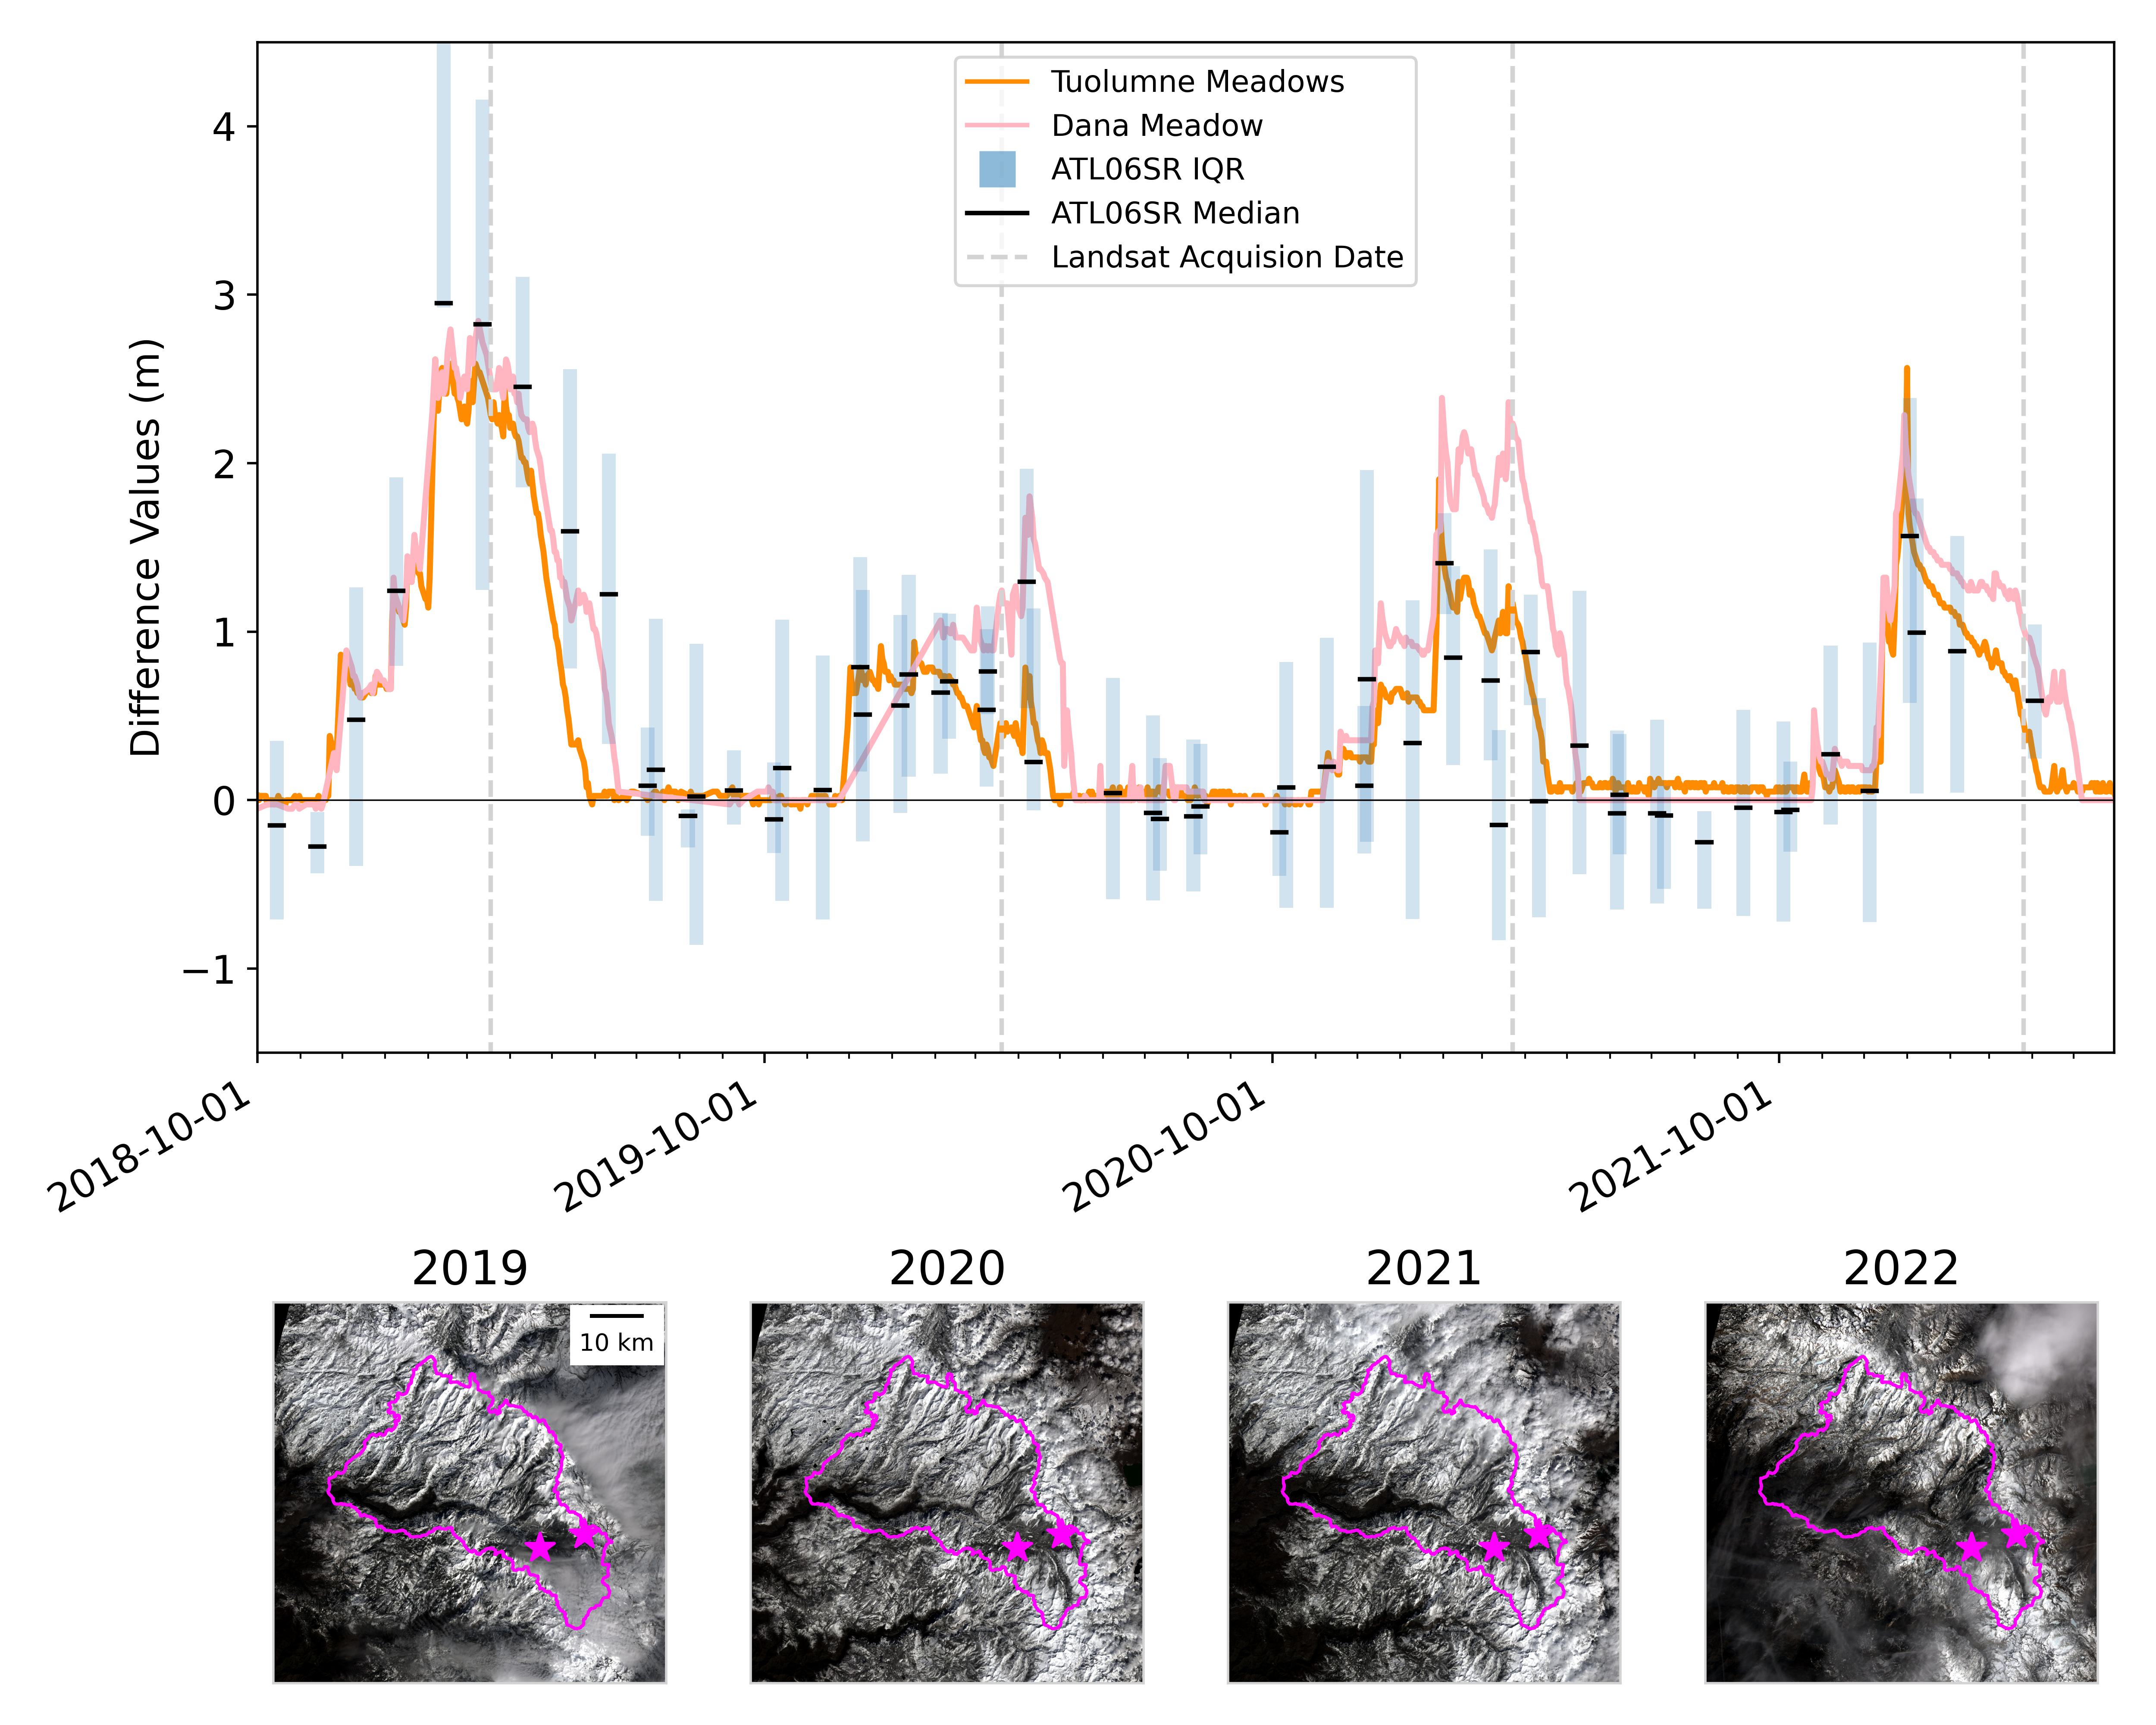 Tuolumne Meadows
Dana Meadow
ATL06SR IQR
ATL06SR Median
Landsat Acquision Date
Difference Values (m)
4
3
2
1
0
−1
2018-10-01
2019-10-01
2020-10-01
2021-10-01
2019
2020
2021
2022
10 km